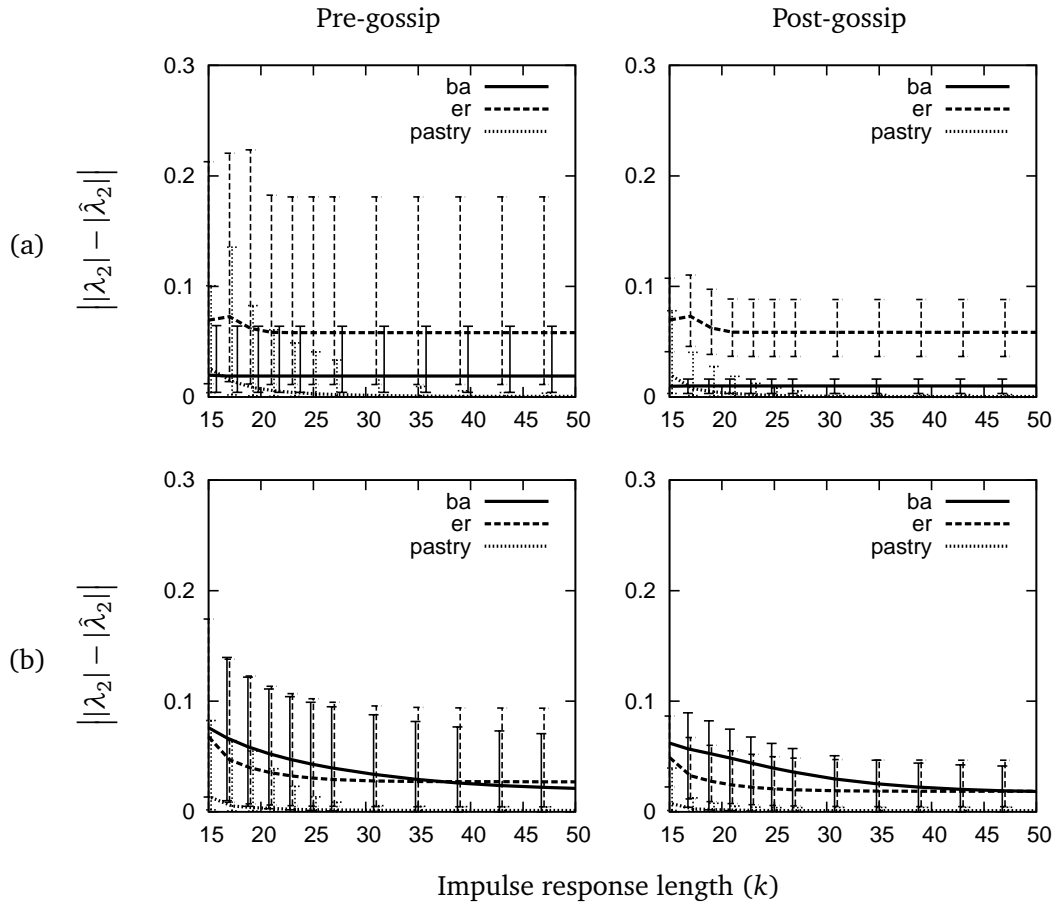 Pre-gossip
Post-gossip
(a)
||λ₂| − |λ̂₂||
0.3
0.2
0.1
0
15 20 25 30 35 40 45 50
ba
er
pastry
0.3
0.2
0.1
0
15 20 25 30 35 40 45 50
ba
er
pastry
(b)
||λ₂| − |λ̂₂||
0.3
0.2
0.1
0
15 20 25 30 35 40 45 50
ba
er
pastry
0.3
0.2
0.1
0
15 20 25 30 35 40 45 50
ba
er
pastry
Impulse response length (k)